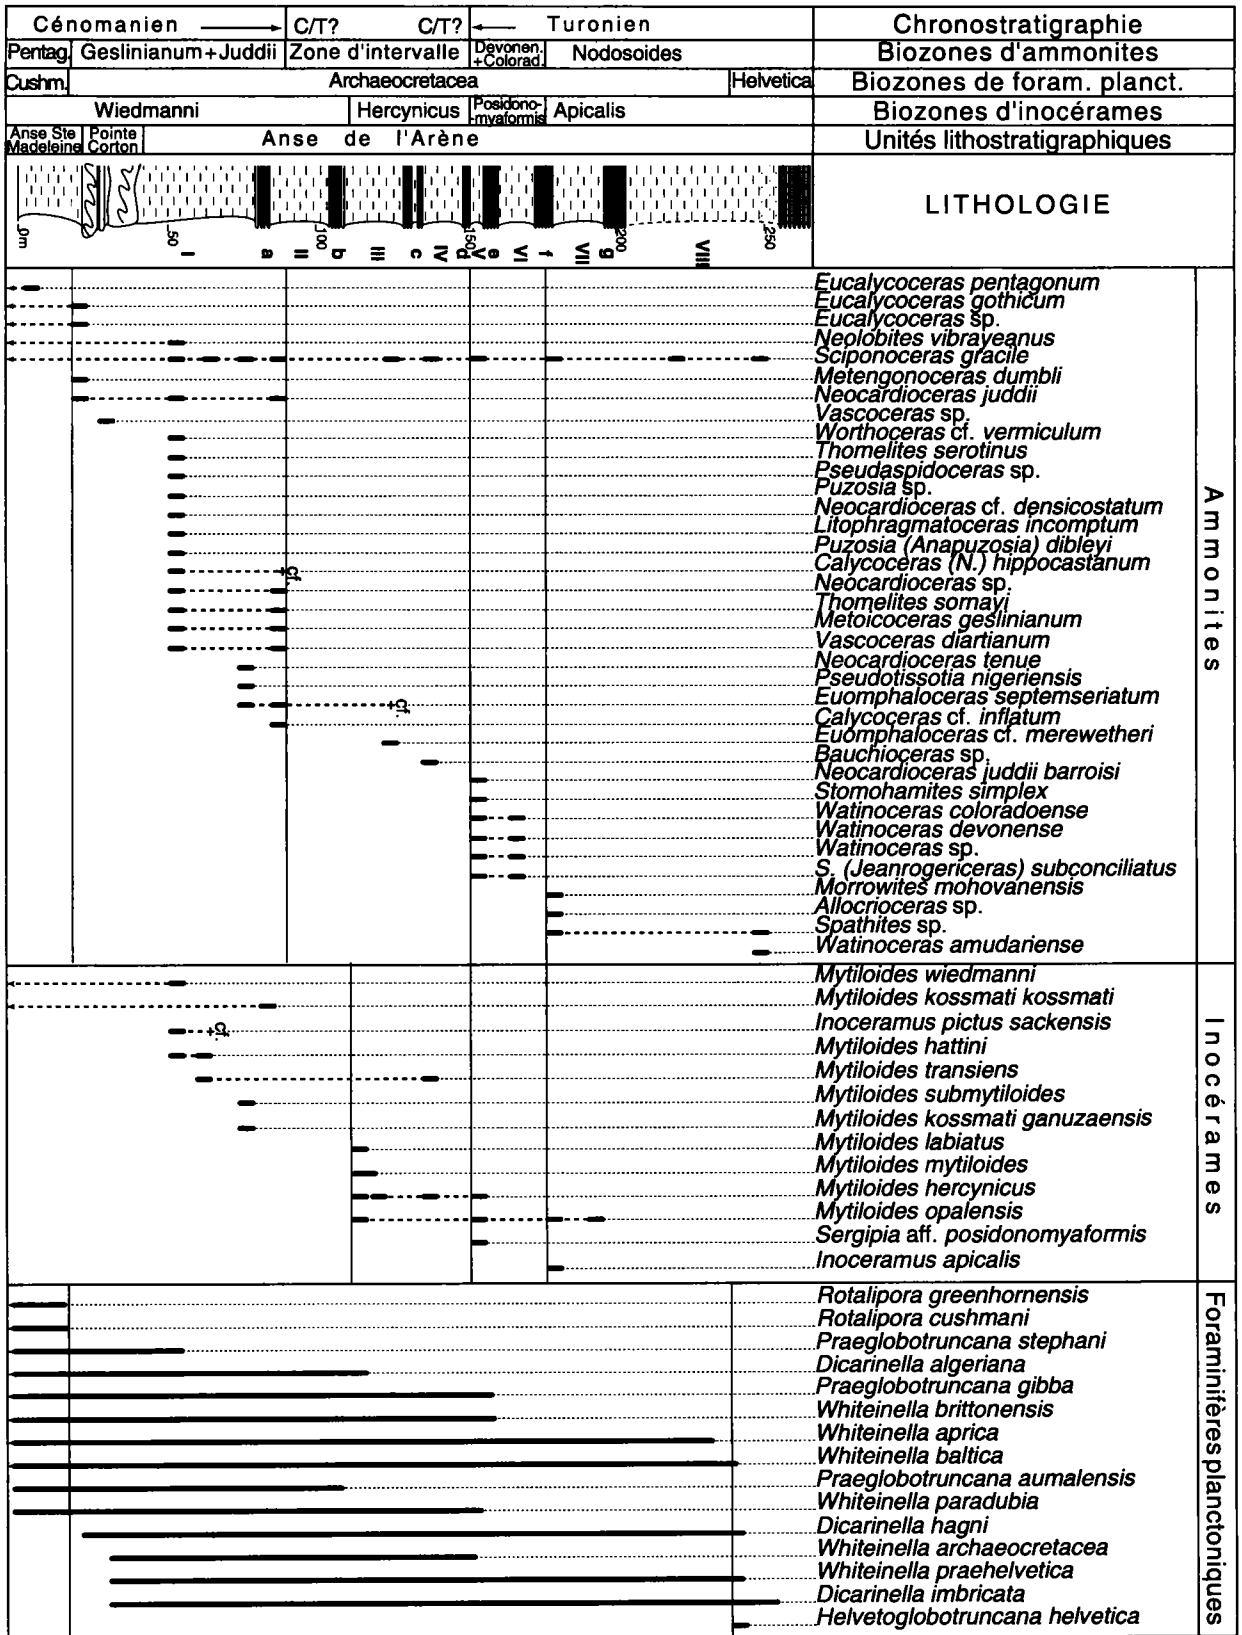 Cénomanien C/T? C/T? Turonien Chronostratigraphie
Pentag. Geslinianum+Juddii Zone d'intervalle Devonen. +Colorad. Nodosoides Biozones d'ammonites
Cushm. Archaeocretacea Helvetica Biozones de foram. planct.
Wiedmanni Hercynicus Posidono-myaformis Apicalis Biozones d'inocérames
Anse Ste Madeleine Pointe Corton Anse de l'Arène Unités lithostratigraphiques
LITHOLOGIE
0m 50 100 150 200 250
I a II b III c IV d V e VI f VII g VIII
Ammonites
Eucalycoceras pentagonum
Eucalycoceras gothicum
Eucalycoceras sp.
Neolobites vibrayeanus
Sciponoceras gracile
Metengonoceras dumbli
Neocardioceras juddii
Vascoceras sp.
Worthoceras cf. vermiculum
Thomelites serotinus
Pseudaspidoceras sp.
Puzosia sp.
Neocardioceras cf. densicostatum
Litophragmatoceras incomptum
Puzosia (Anapuzosia) dibleyi
cf. Calycoceras (N.) hippocastanum
Neocardioceras sp.
Thomelites sornayi
Metoicoceras geslinianum
Vascoceras diartianum
Neocardioceras tenue
Pseudotissotia nigeriensis
cf. Euomphaloceras septemseriatum
Calycoceras cf. inflatum
Euomphaloceras cf. merewetheri
Bauchioceras sp.
Neocardioceras juddii barroisi
Stomohamites simplex
Watinoceras coloradoense
Watinoceras devonense
Watinoceras sp.
S. (Jeanrogericeras) subconciliatus
Morrowites mohovanensis
Allocrioceras sp.
Spathites sp.
Watinoceras amudariense
Inocérames
Mytiloides wiedmanni
Mytiloides kossmati kossmati
cf. Inoceramus pictus sackensis
Mytiloides hattini
Mytiloides transiens
Mytiloides submytiloides
Mytiloides kossmati ganuzaensis
Mytiloides labiatus
Mytiloides mytiloides
Mytiloides hercynicus
Mytiloides opalensis
Sergipia aff. posidonomyaformis
Inoceramus apicalis
Foraminifères planctoniques
Rotalipora greenhornensis
Rotalipora cushmani
Praeglobotruncana stephani
Dicarinella algeriana
Praeglobotruncana gibba
Whiteinella brittonensis
Whiteinella aprica
Whiteinella baltica
Praeglobotruncana aumalensis
Whiteinella paradubia
Dicarinella hagni
Whiteinella archaeocretacea
Whiteinella praehelvetica
Dicarinella imbricata
Helvetoglobotruncana helvetica